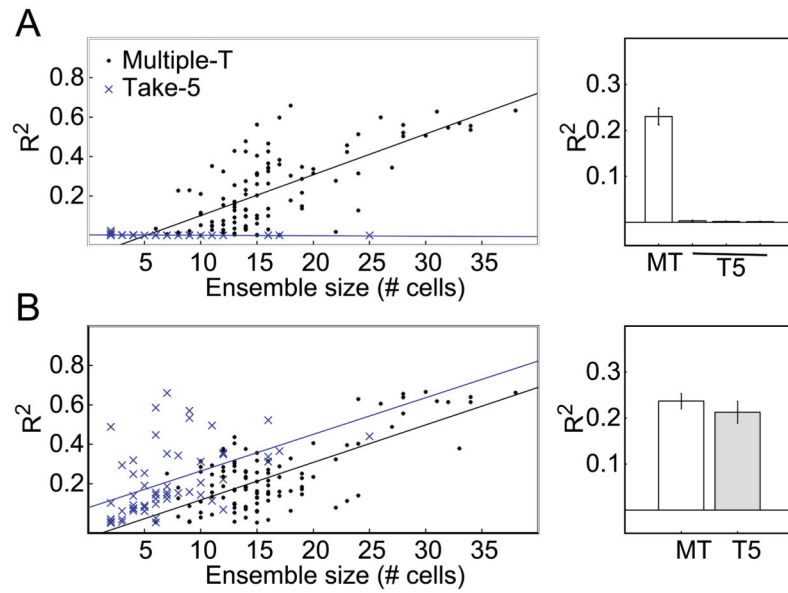 A
Multiple-T
Take-5
R2
0.8
0.6
0.4
0.2
5 10 15 20 25 30 35
Ensemble size (# cells)
R2
0.3
0.2
0.1
MT T5
B
R2
0.8
0.6
0.4
0.2
5 10 15 20 25 30 35
Ensemble size (# cells)
R2
0.3
0.2
0.1
MT T5